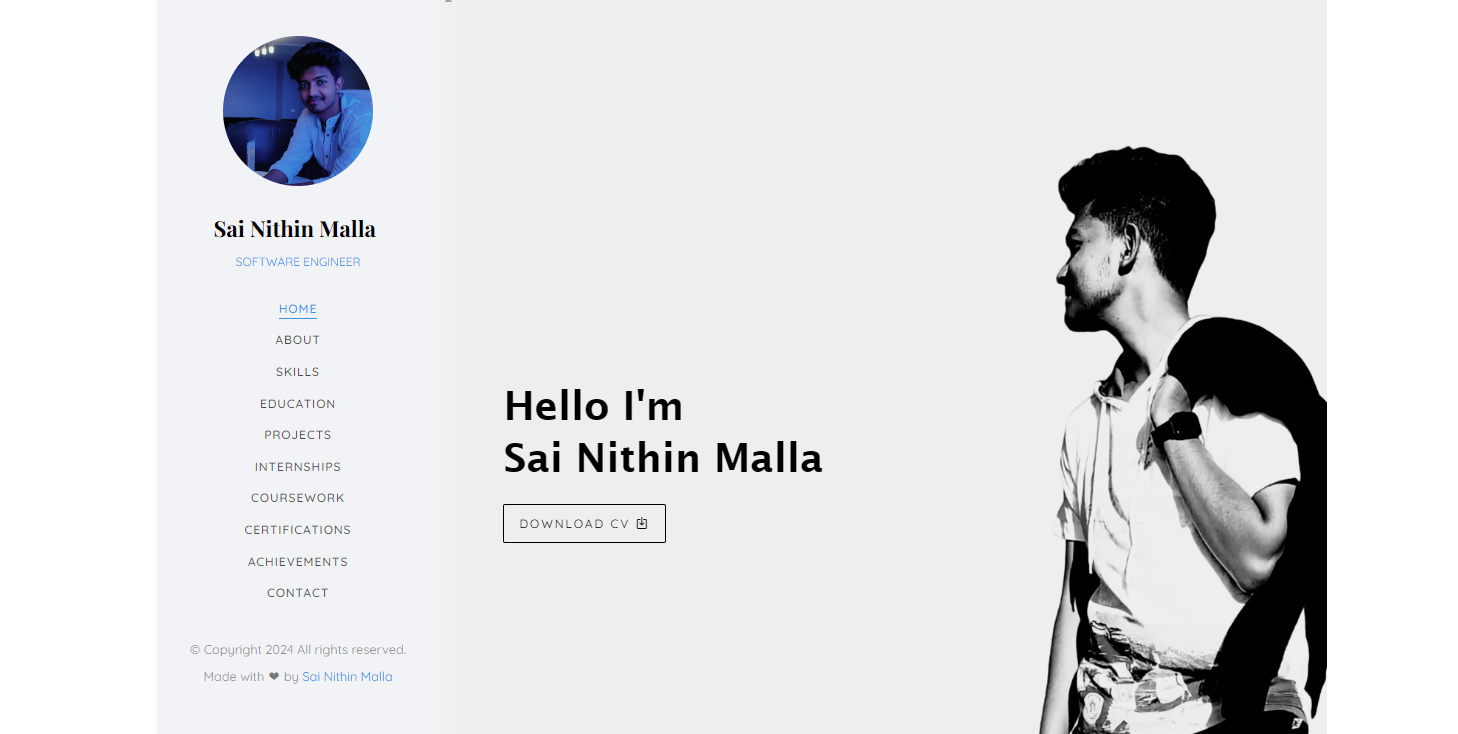 Sai Nithin Malla
SOFTWARE ENGINEER
HOME
ABOUT
SKILLS
EDUCATION
PROJECTS
INTERNSHIPS
COURSEWORK
CERTIFICATIONS
ACHIEVEMENTS
CONTACT
© Copyright 2024 All rights reserved.
Made with ❤ by Sai Nithin Malla
Hello I'm
Sai Nithin Malla
DOWNLOAD CV